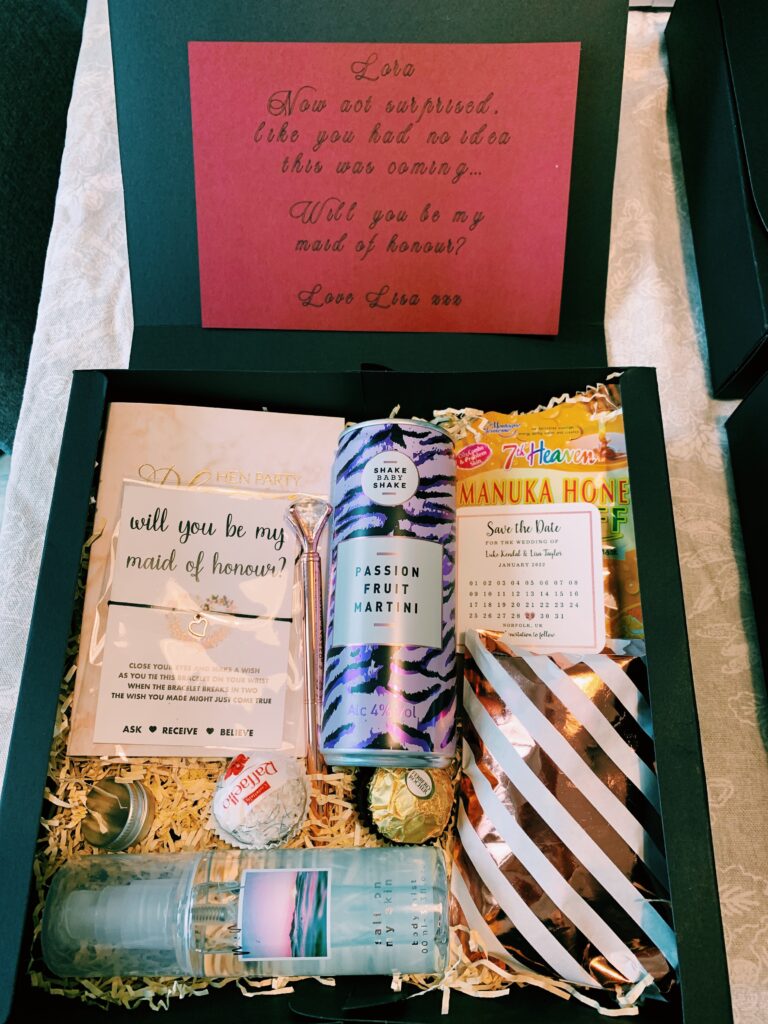 Lora
Now act surprised,
like you had no idea
this was coming...
Will you be my
maid of honour?
Love Lisa xxx
HEN PARTY
will you be my
maid of honour?
CLOSE YOUR EYES AND MAKE A WISH
AS YOU TIE THIS BRACELET ON YOUR WRIST
WHEN THE BRACELET BREAKS IN TWO
THE WISH YOU MADE MIGHT JUST COME TRUE
ASK ♥ RECEIVE ♥ BELIEVE
SHAKE
BABY
SHAKE
PASSION
FRUIT
MARTINI
Alc 4% vol
7th Heaven
MANUKA HONE
Save the Date
FOR THE WEDDING OF
Luke Kendal & Lisa Taylor
JANUARY 2022
01 02 03 04 05 06 07 08
09 10 11 12 13 14 15 16
17 18 19 20 21 22 23 24
25 26 27 28 29 30 31
NORFOLK, UK
invitation to follow
Raffaello
FERRERO
ROCHER
my skin
body mist